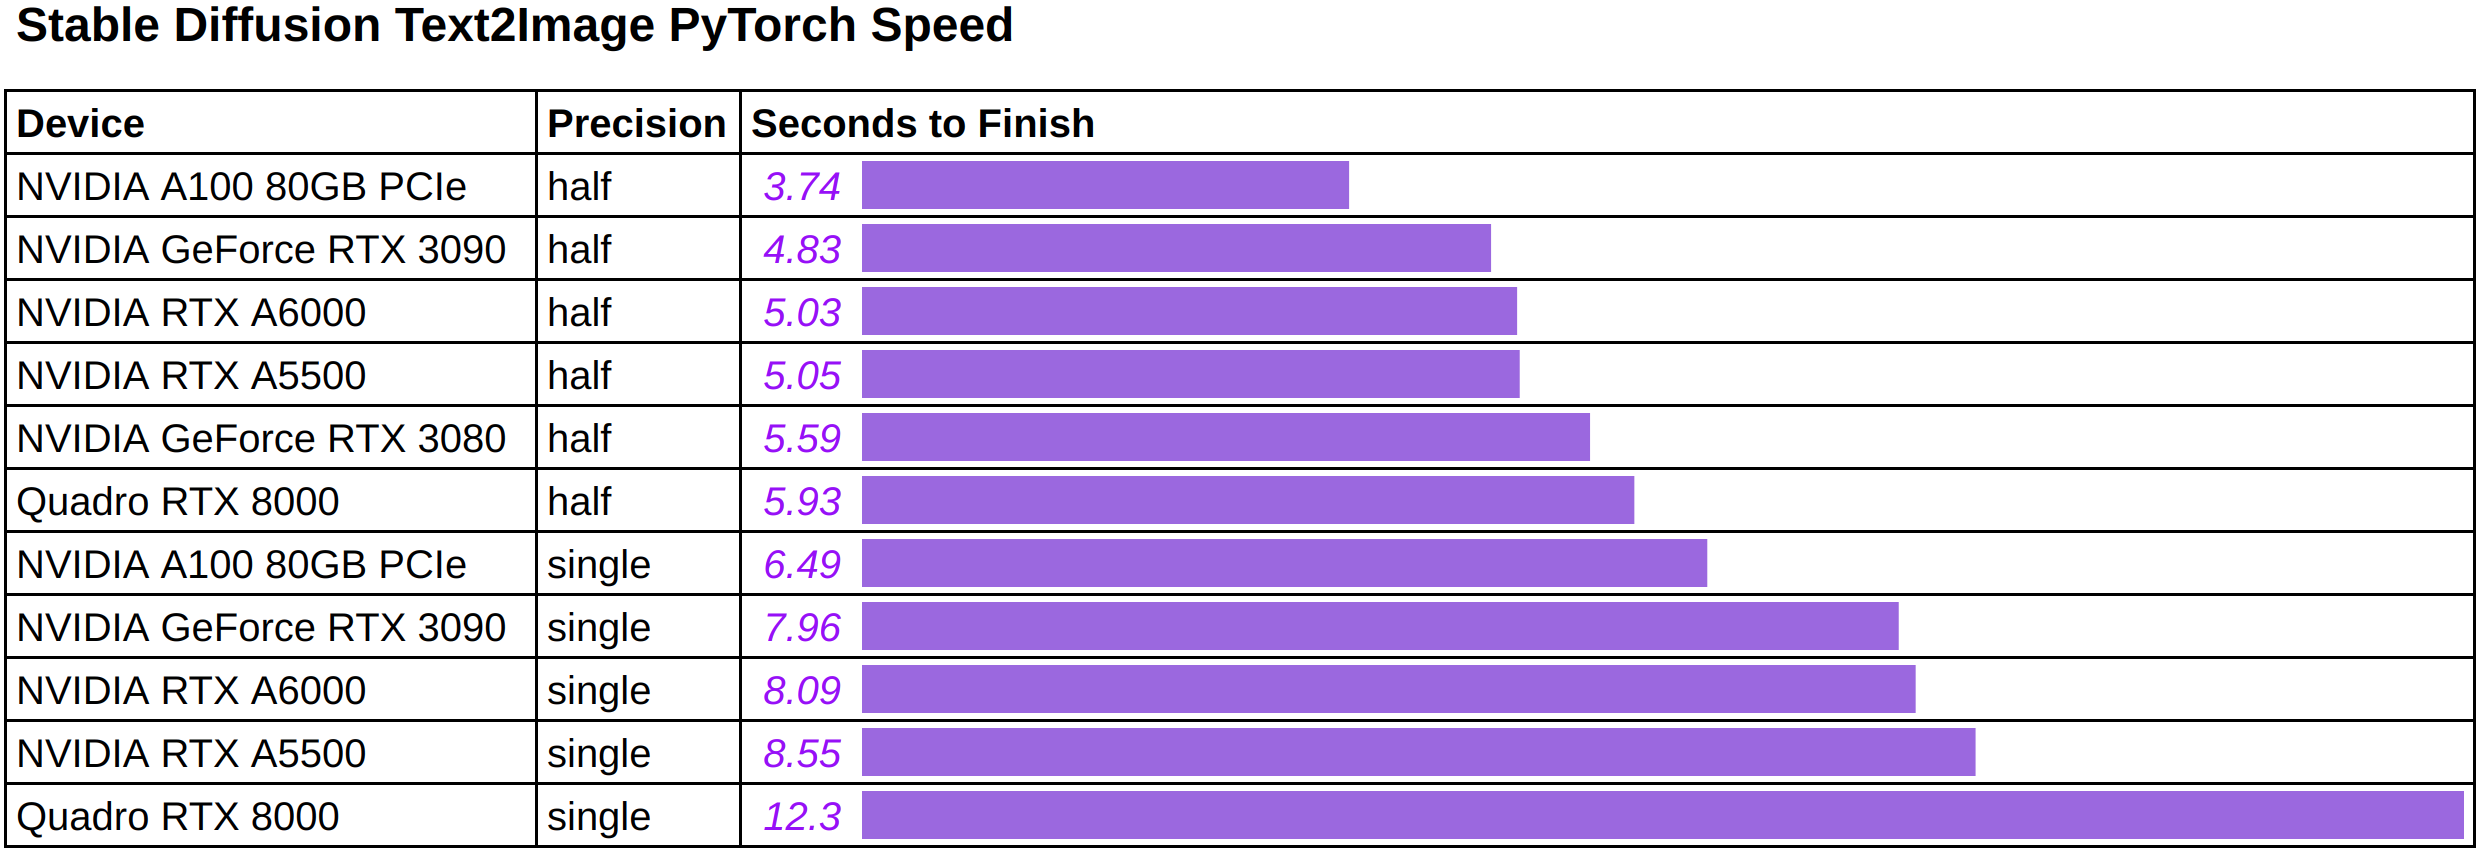 Stable Diffusion Text2Image PyTorch Speed
Device Precision Seconds to Finish
NVIDIA A100 80GB PCIe half 3.74
NVIDIA GeForce RTX 3090 half 4.83
NVIDIA RTX A6000 half 5.03
NVIDIA RTX A5500 half 5.05
NVIDIA GeForce RTX 3080 half 5.59
Quadro RTX 8000 half 5.93
NVIDIA A100 80GB PCIe single 6.49
NVIDIA GeForce RTX 3090 single 7.96
NVIDIA RTX A6000 single 8.09
NVIDIA RTX A5500 single 8.55
Quadro RTX 8000 single 12.3